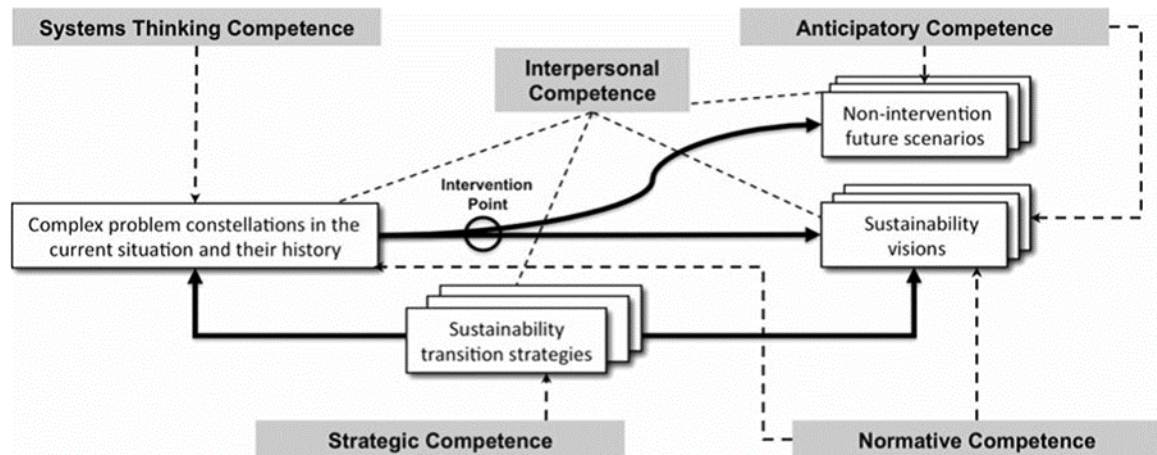 Systems Thinking Competence
Anticipatory Competence
Interpersonal
Competence
Non-intervention
future scenarios
Intervention
Point
Complex problem constellations in the
current situation and their history
Sustainability
visions
Sustainability
transition strategies
Strategic Competence
Normative Competence